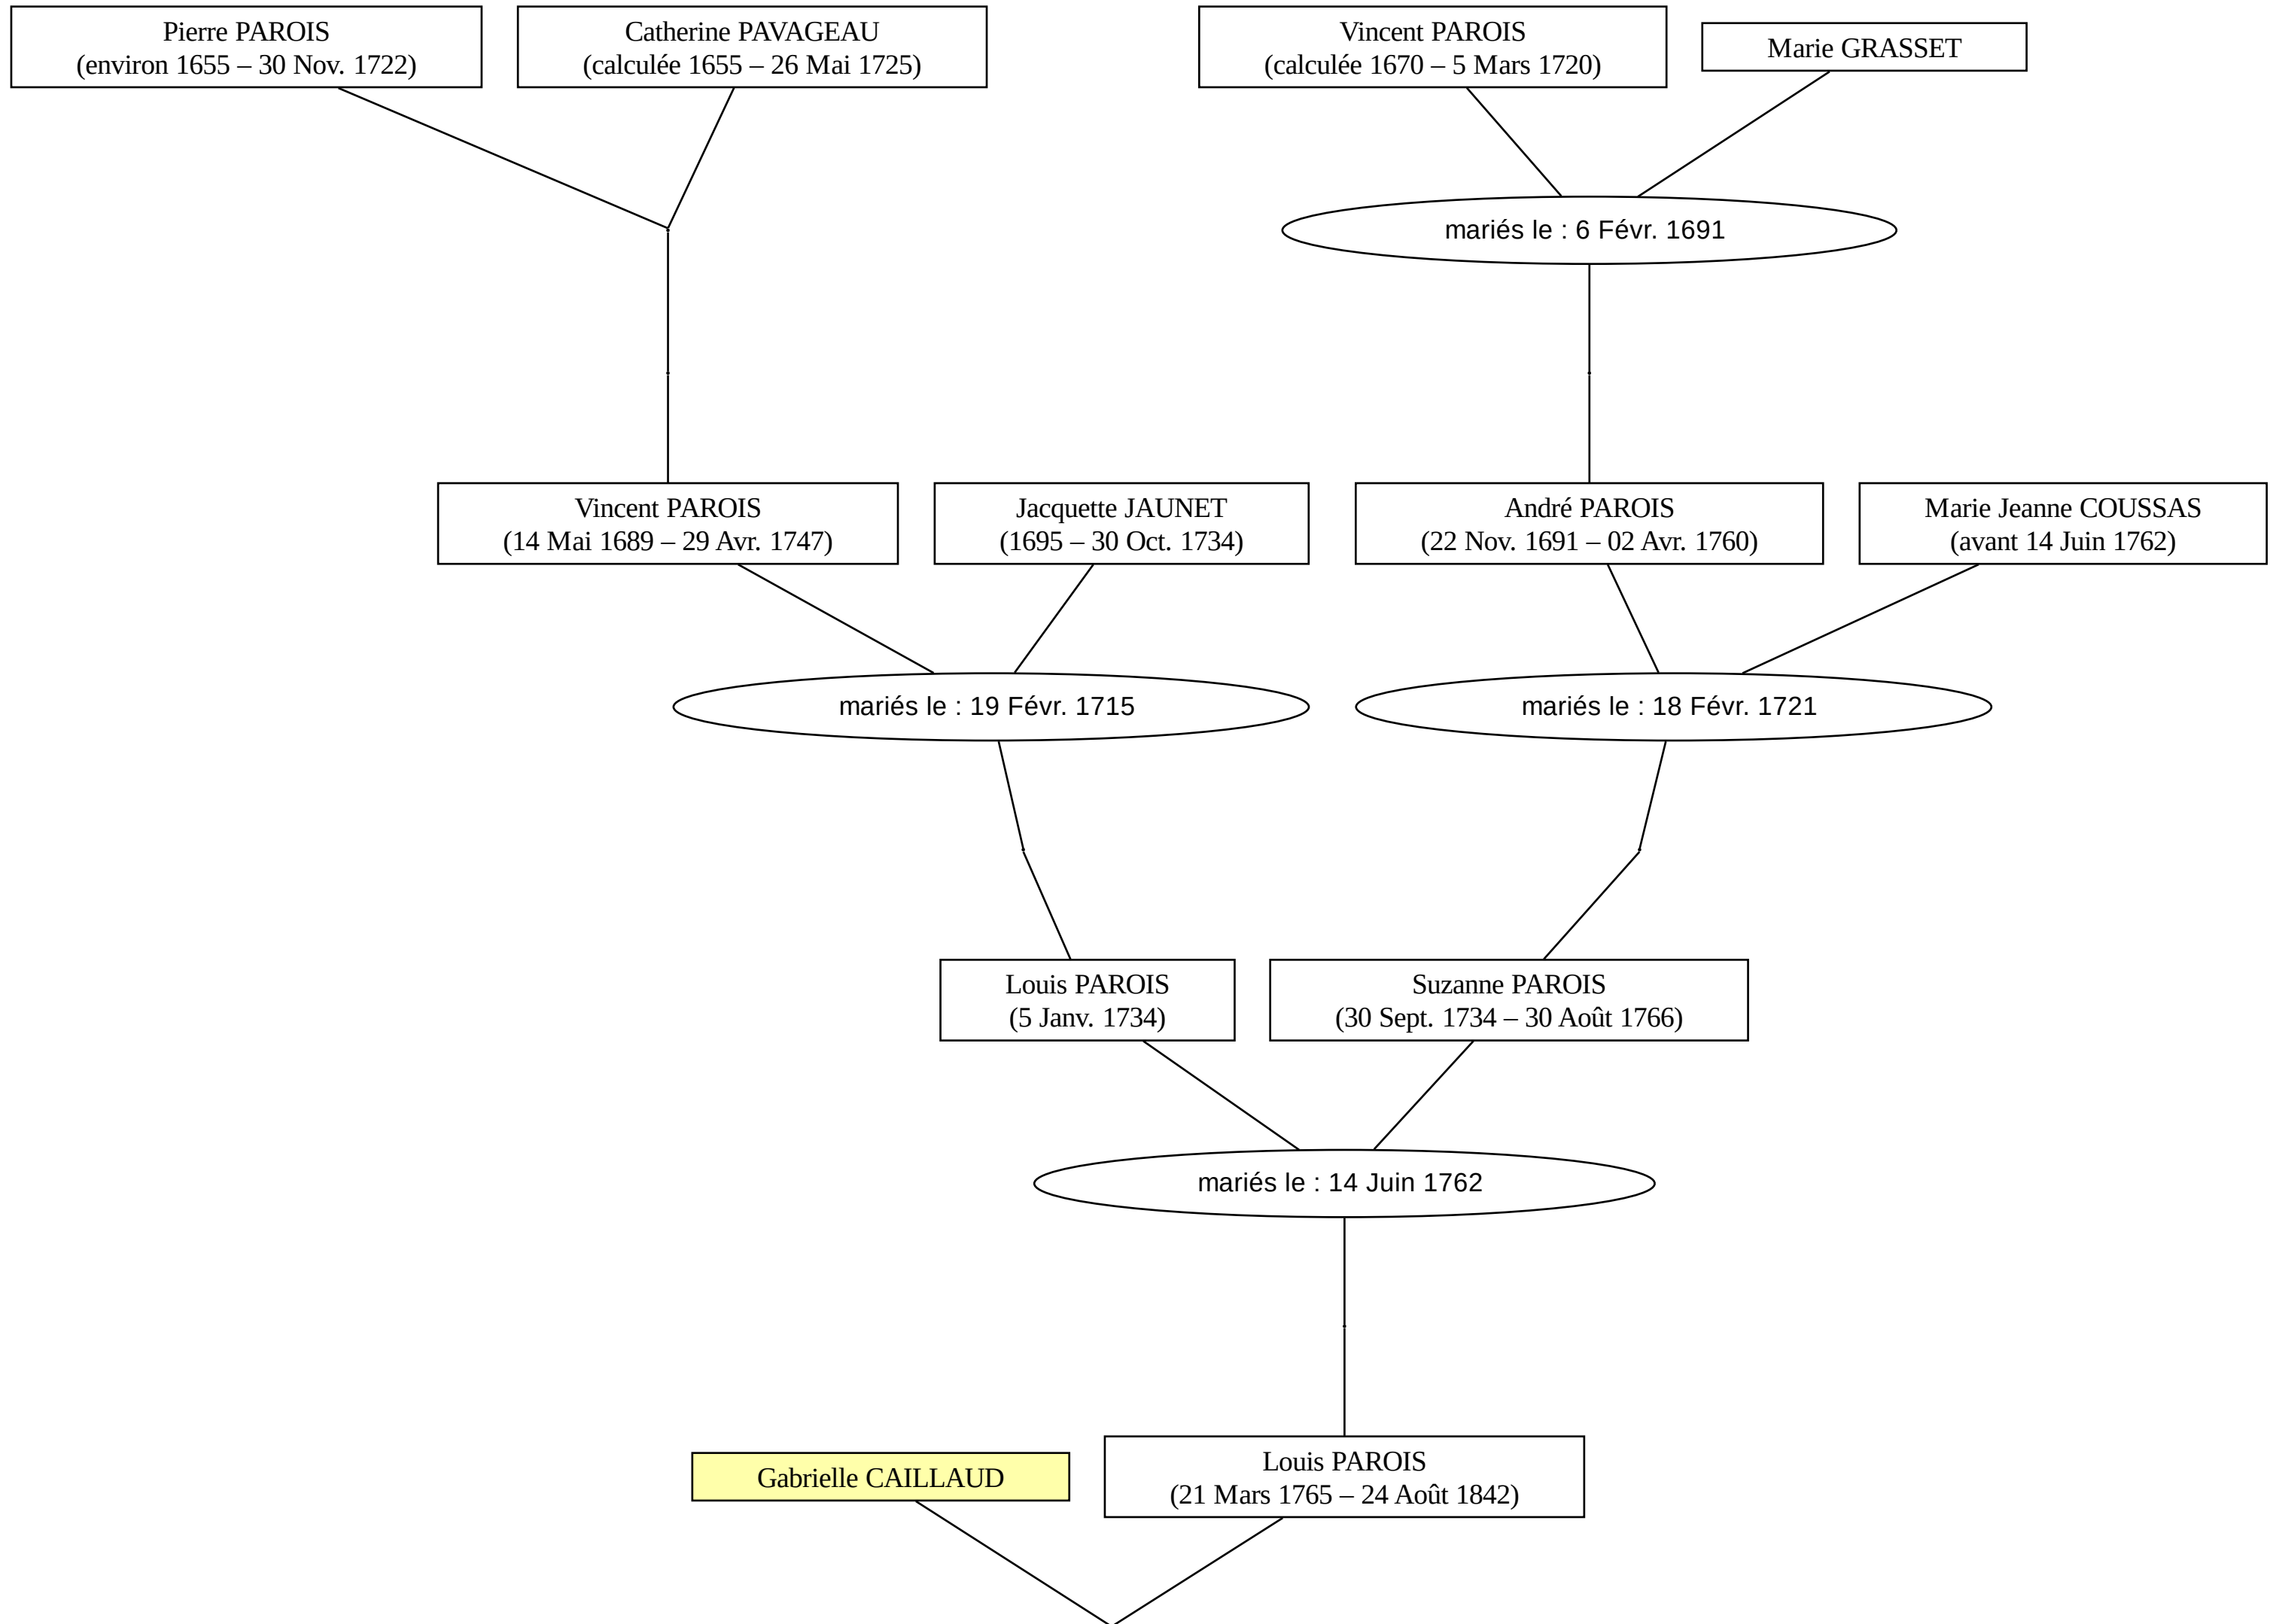 Pierre PAROIS
(environ 1655 – 30 Nov. 1722)
Catherine PAVAGEAU
(calculée 1655 – 26 Mai 1725)
Vincent PAROIS
(calculée 1670 – 5 Mars 1720)
Marie GRASSET
mariés le : 6 Févr. 1691
Vincent PAROIS
(14 Mai 1689 – 29 Avr. 1747)
Jacquette JAUNET
(1695 – 30 Oct. 1734)
André PAROIS
(22 Nov. 1691 – 02 Avr. 1760)
Marie Jeanne COUSSAS
(avant 14 Juin 1762)
mariés le : 19 Févr. 1715
mariés le : 18 Févr. 1721
Louis PAROIS
(5 Janv. 1734)
Suzanne PAROIS
(30 Sept. 1734 – 30 Août 1766)
mariés le : 14 Juin 1762
Gabrielle CAILLAUD
Louis PAROIS
(21 Mars 1765 – 24 Août 1842)